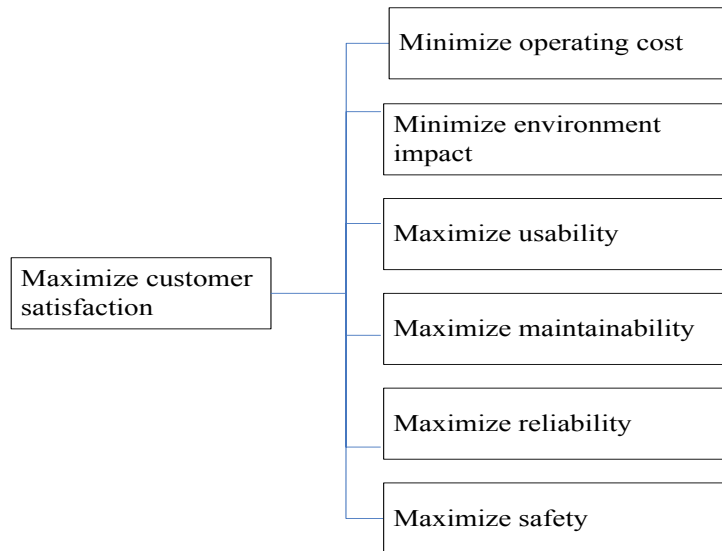 Minimize operating cost
Minimize environment
impact
Maximize usability
Maximize customer
satisfaction
Maximize maintainability
Maximize reliability
Maximize safety